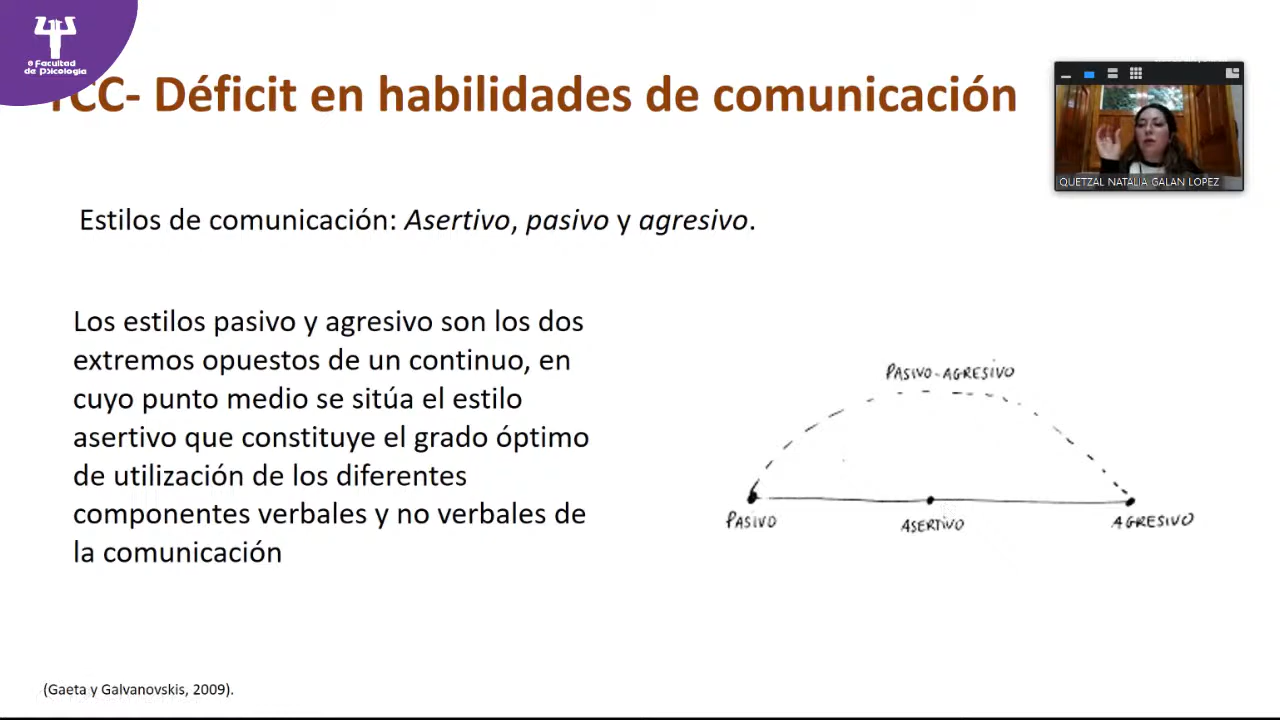 Facultad
de Psicología
TCC- Déficit en habilidades de comunicación
QUETZAL NATALIA GALAN LOPEZ
Estilos de comunicación: Asertivo, pasivo y agresivo.
Los estilos pasivo y agresivo son los dos
extremos opuestos de un continuo, en
cuyo punto medio se sitúa el estilo
asertivo que constituye el grado óptimo
de utilización de los diferentes
componentes verbales y no verbales de
la comunicación
PASIVO-AGRESIVO
PASIVO
ASERTIVO
AGRESIVO
(Gaeta y Galvanovskis, 2009).